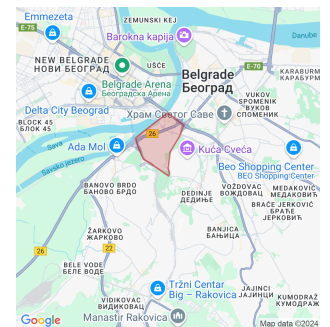 Emmezeta
ZEMUNSKI KEJ
E-75
Barokna kapija
Danube
NEW BELGRADE
НОВИ БЕОГРАД
UŠĆE
E-70
KARABURM
КАРАБУРМ
Belgrade
Београд
Belgrade Arena
Београдска Арена
VUKOV
SPOMENIK
ВУКОВ
СПОМЕНИК
Delta City Beograd
Храм Светог Саве
BLOCK 45
БЛОК 45
26
Sava
Ada Mol
Kuća Cveća
Savsko jezero
Beo Shopping Center
BEO Shopping Center
BANOVO BRDO
БАНОВО БРДО
VOŽDOVAC
ВОЖДОВАЦ
DEDINJE
ДЕДИЊЕ
MEDAKOVIĆ
МЕДАКОВИЋ
BRAĆE JERKOVIĆ
БРАЋЕ
ЈЕРКОВИЋ
ŽARKOVO
ЖАРКОВО
BANJICA
БАЊИЦА
26
BELE VODE
БЕЛЕ ВОДЕ
22
Tržni Centar
Big – Rakovica
JAJINCI
ЈАЈИНЦИ
VIDIKOVAC
ВИДИКОВАЦ
KUMODRAŽ
КУМОДРАЖ
Manastir Rakovica
Google
Map data ©2024